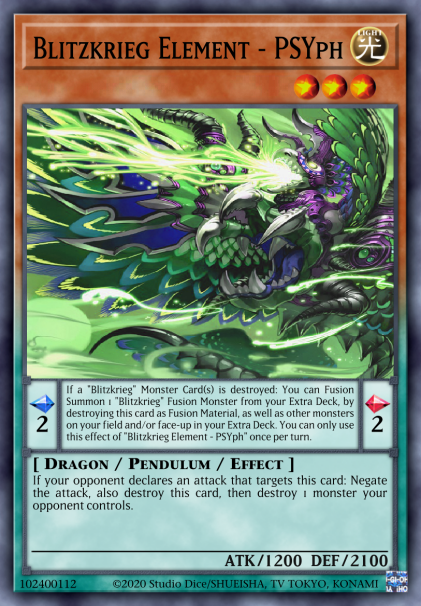 Blitzkrieg Element - PSYph
LIGHT
光
If a "Blitzkrieg" Monster Card(s) is destroyed: You can Fusion
Summon 1 "Blitzkrieg" Fusion Monster from your Extra Deck, by
destroying this card as Fusion Material, as well as other monsters
on your field and/or face-up in your Extra Deck. You can only use
this effect of "Blitzkrieg Element - PSYph" once per turn.
2
2
[ Dragon / Pendulum / Effect ]
If your opponent declares an attack that targets this card: Negate
the attack, also destroy this card, then destroy 1 monster your
opponent controls.
ATK/1200 DEF/2100
102400112
©2020 Studio Dice/SHUEISHA, TV TOKYO, KONAMI